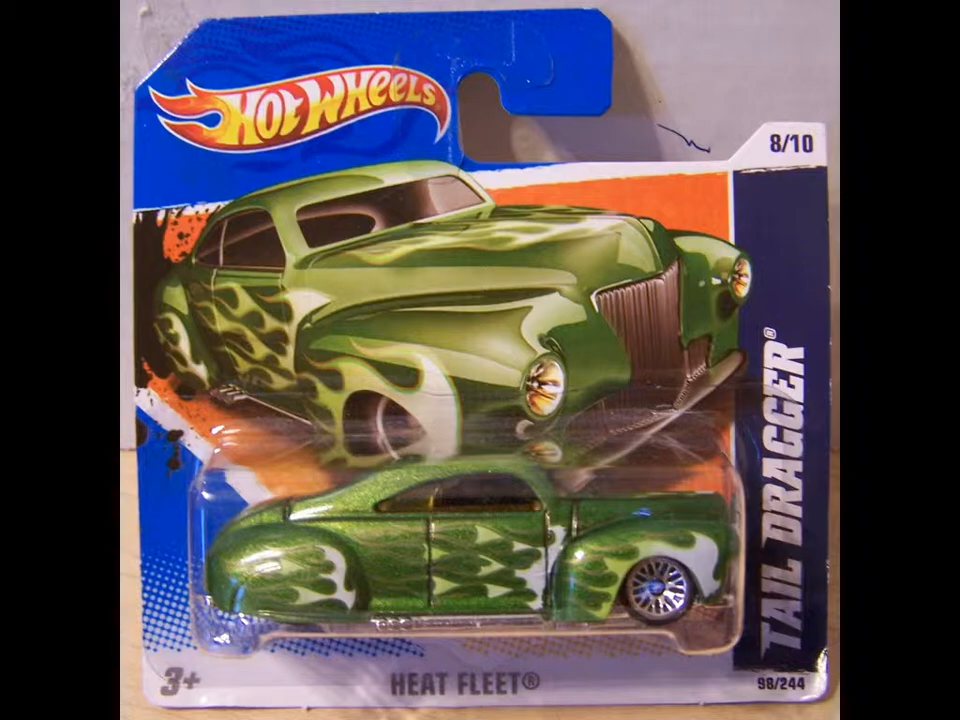 HOT WHEELS
8/10
TAIL DRAGGER®
3+
HEAT FLEET®
98/244